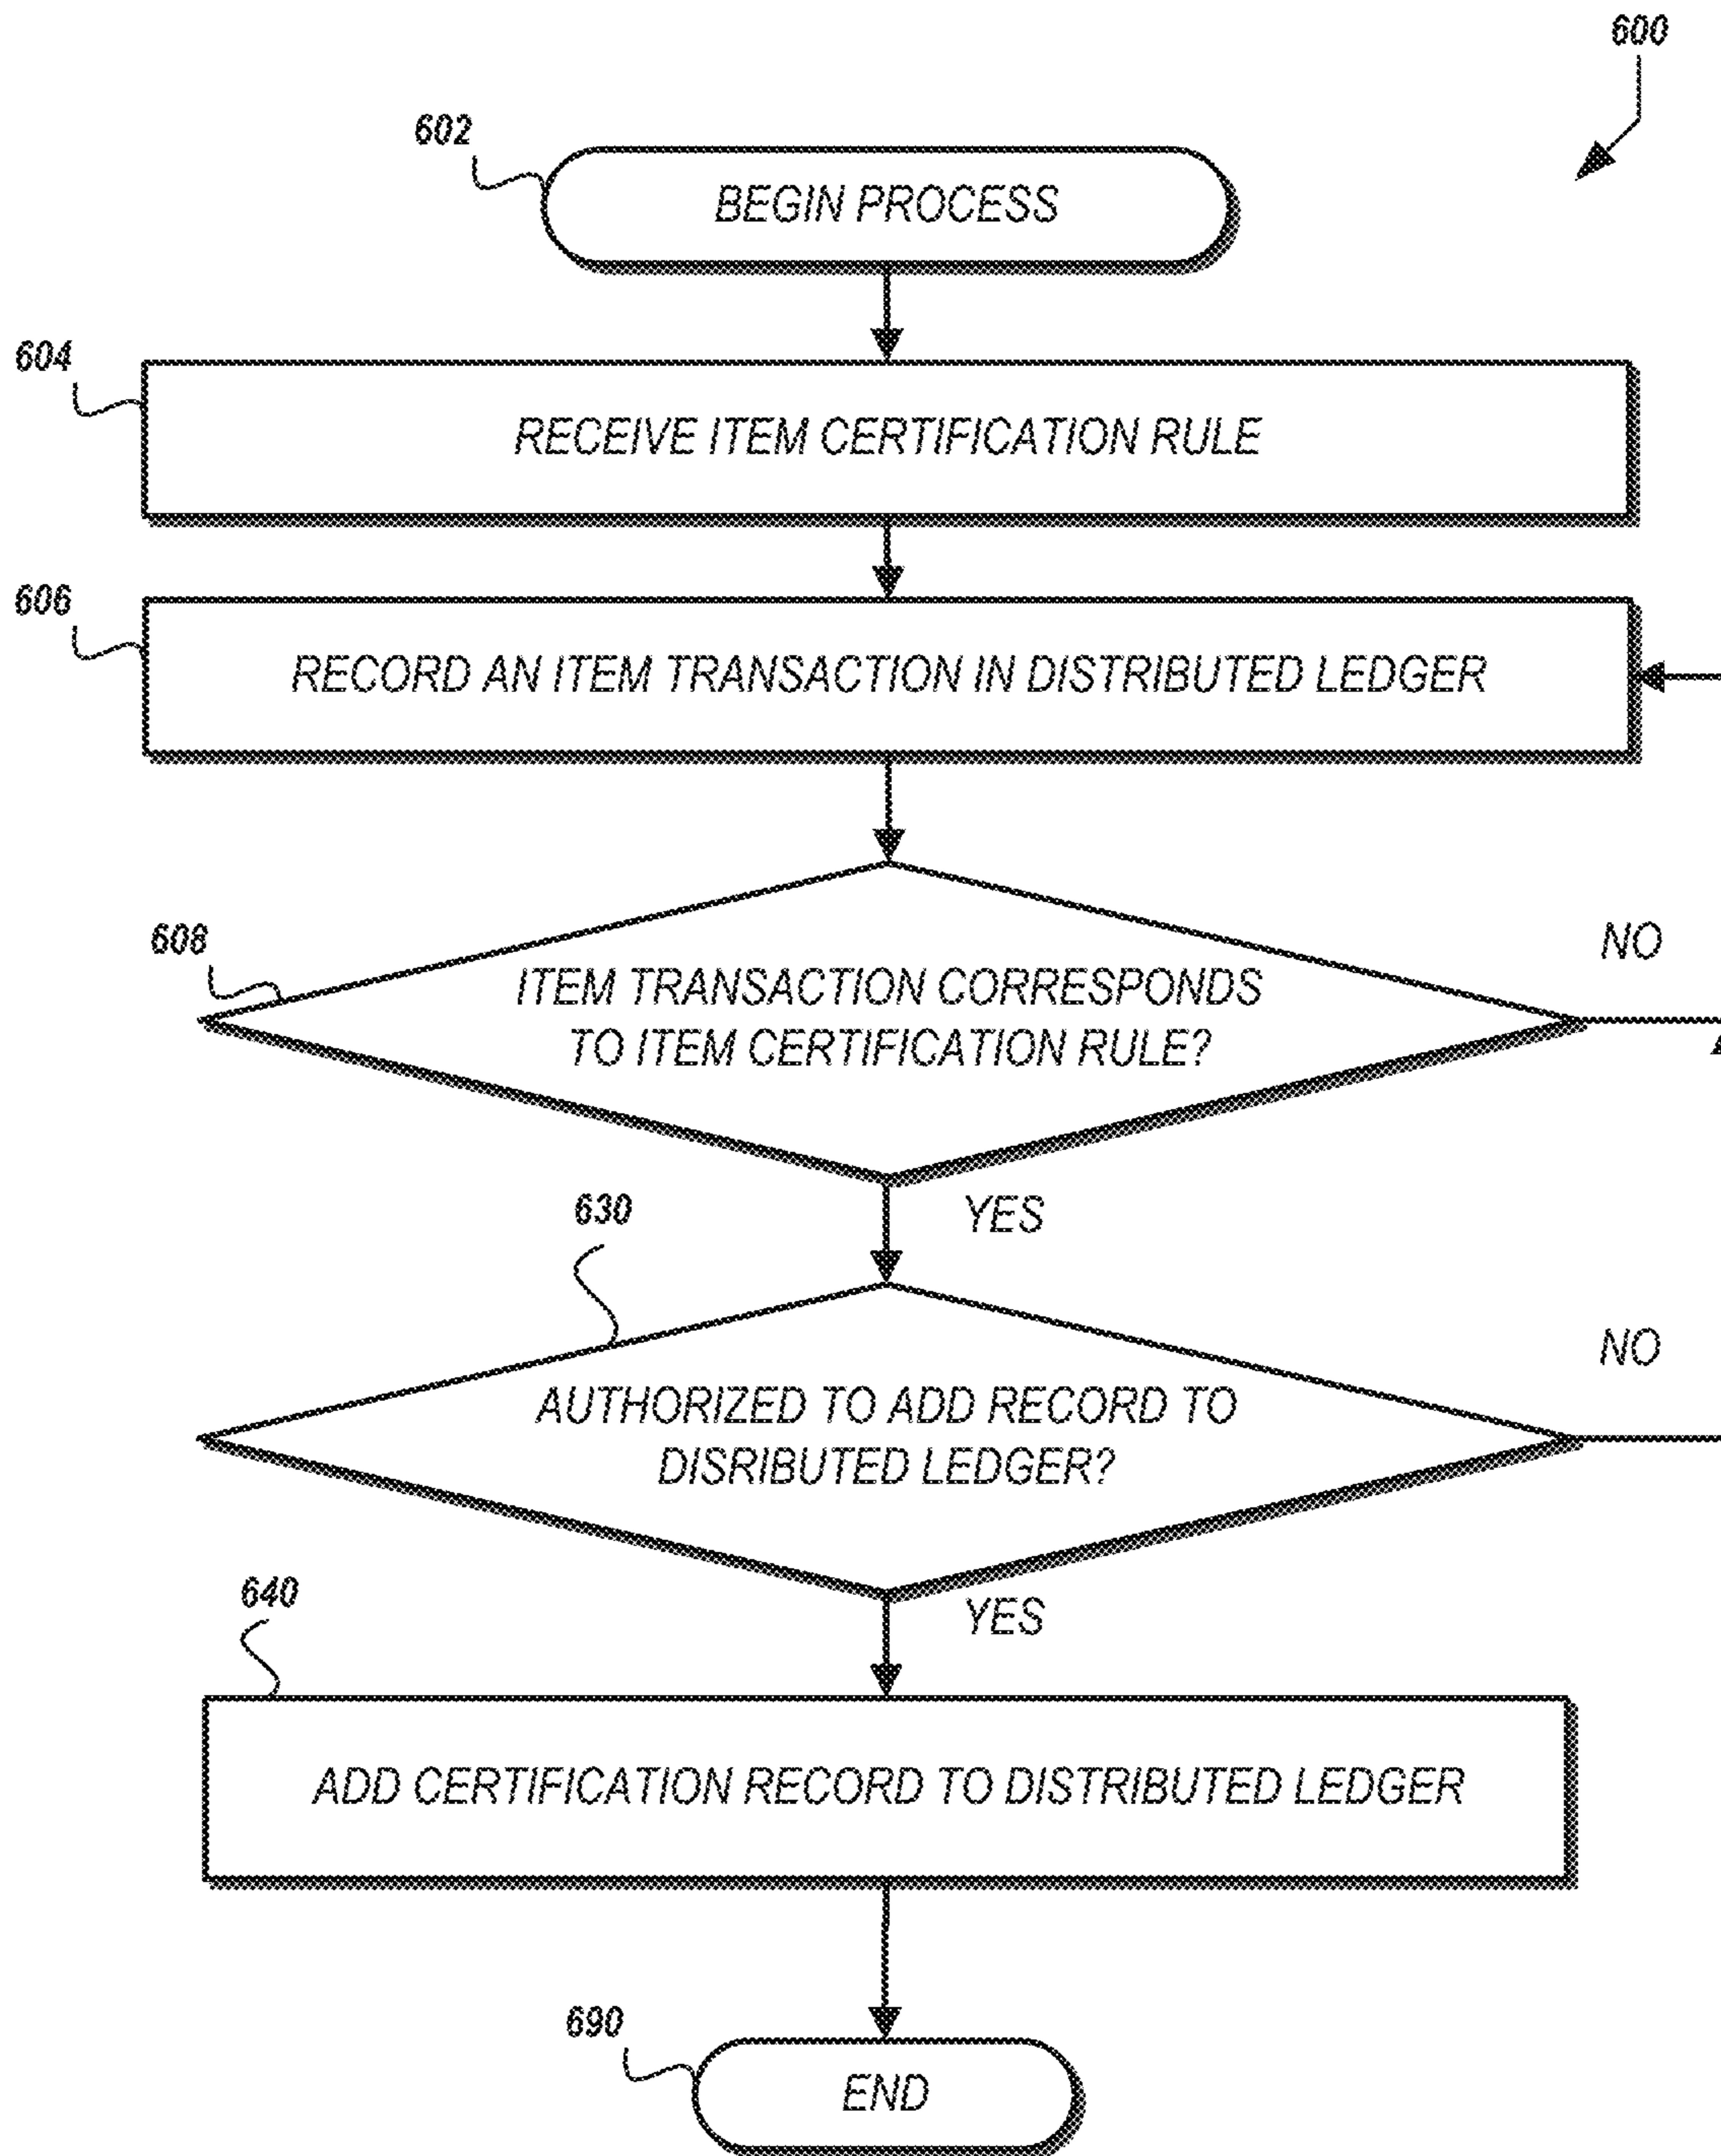 600
602
BEGIN PROCESS
604
RECEIVE ITEM CERTIFICATION RULE
606
RECORD AN ITEM TRANSACTION IN DISTRIBUTED LEDGER
608
NO
ITEM TRANSACTION CORRESPONDS
TO ITEM CERTIFICATION RULE?
YES
630
NO
AUTHORIZED TO ADD RECORD TO
DISRIBUTED LEDGER?
YES
640
ADD CERTIFICATION RECORD TO DISTRIBUTED LEDGER
690
END